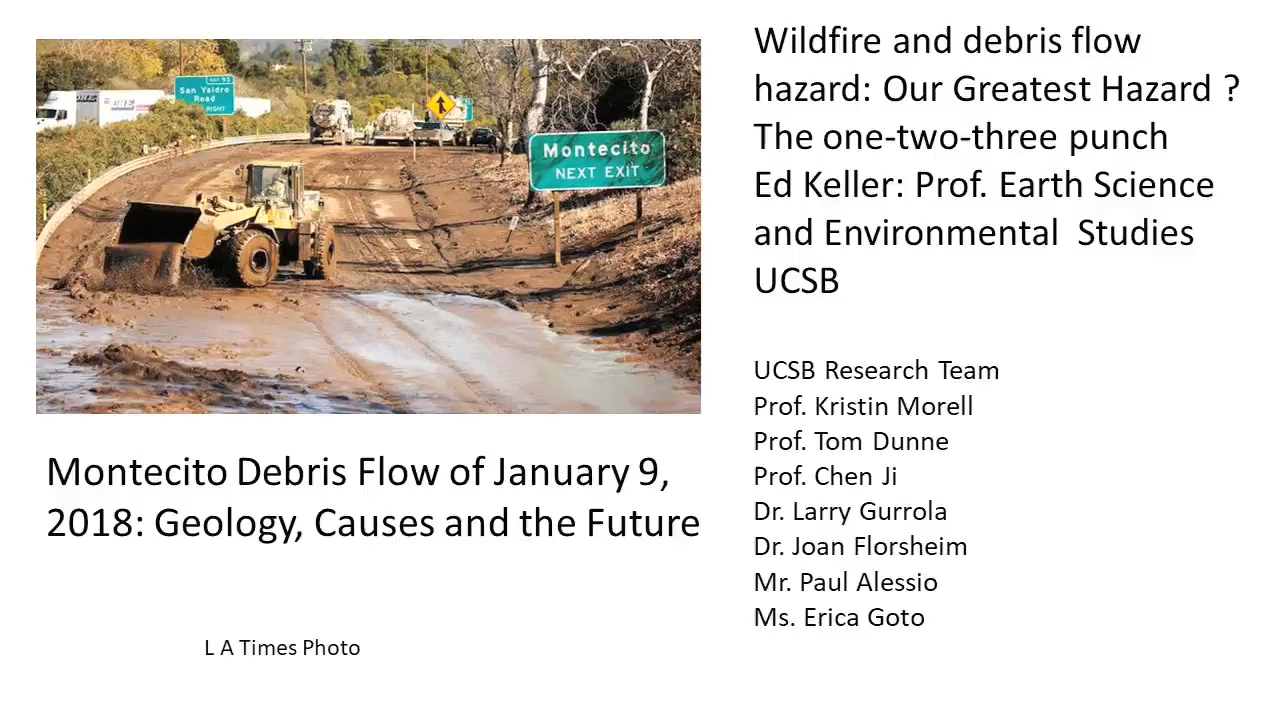 EXIT 93
San Ysidro
Road
RIGHT
Montecito
NEXT EXIT
Montecito Debris Flow of January 9,
2018: Geology, Causes and the Future
L A Times Photo
Wildfire and debris flow
hazard: Our Greatest Hazard ?
The one-two-three punch
Ed Keller: Prof. Earth Science
and Environmental  Studies
UCSB
UCSB Research Team
Prof. Kristin Morell
Prof. Tom Dunne
Prof. Chen Ji
Dr. Larry Gurrola
Dr. Joan Florsheim
Mr. Paul Alessio
Ms. Erica Goto